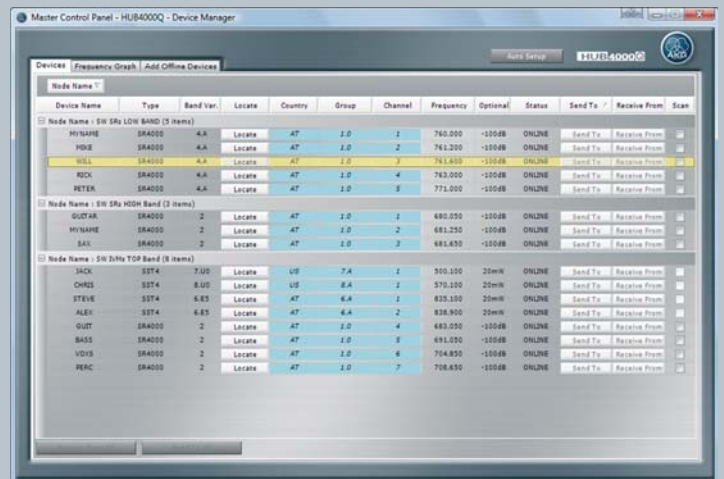 Master Control Panel - HUB4000Q - Device Manager
Auto Setup HUB4000Q AKG
Devices Frequency Graph Add Offline Devices
Node Name
Device Name Type Band Var. Locate Country Group Channel Frequency Optional Status Send To Receive From Scan
Node Name : SW SRs LOW BAND (5 items)
MYNAME SR4000 4.A Locate AT 1.0 1 760.000 -100dB ONLINE Send To Receive From
MIKE SR4000 4.A Locate AT 1.0 2 761.200 -100dB ONLINE Send To Receive From
WILL SR4000 4.A Locate AT 1.0 3 761.600 -100dB ONLINE Send To Receive From
RICK SR4000 4.A Locate AT 1.0 4 763.000 -100dB ONLINE Send To Receive From
PETER SR4000 4.A Locate AT 1.0 5 771.000 -100dB ONLINE Send To Receive From
Node Name : SW SRs HIGH Band (3 items)
GUITAR SR4000 2 Locate AT 1.0 1 680.050 -100dB ONLINE Send To Receive From
MYNAME SR4000 2 Locate AT 1.0 2 681.250 -100dB ONLINE Send To Receive From
SAX SR4000 2 Locate AT 1.0 3 681.650 -100dB ONLINE Send To Receive From
Node Name : SW IVMs TOP Band (8 items)
JACK SST4 7.U0 Locate US 7.A 1 500.100 20mW ONLINE Send To Receive From
CHRIS SST4 8.U0 Locate US 8.A 1 570.100 20mW ONLINE Send To Receive From
STEVE SST4 6.E5 Locate AT 6.A 1 835.100 20mW ONLINE Send To Receive From
ALEX SST4 6.E5 Locate AT 6.A 2 838.900 20mW ONLINE Send To Receive From
GUIT SR4000 2 Locate AT 1.0 4 683.050 -100dB ONLINE Send To Receive From
BASS SR4000 2 Locate AT 1.0 5 691.050 -100dB ONLINE Send To Receive From
VOXS SR4000 2 Locate AT 1.0 6 704.850 -100dB ONLINE Send To Receive From
PERC SR4000 2 Locate AT 1.0 7 708.650 -100dB ONLINE Send To Receive From